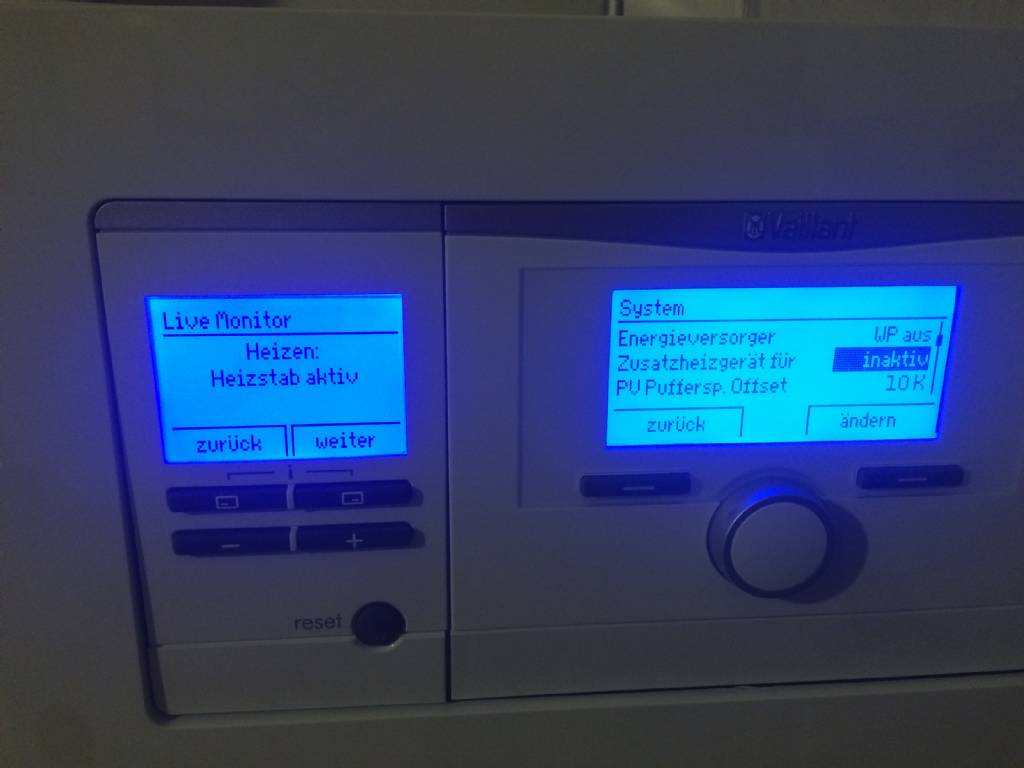 Vaillant
Live Monitor
Heizen:
Heizstab aktiv
zurück weiter
i
− +
reset
System
Energieversorger WP aus
Zusatzheizgerät für inaktiv
PV Puffersp. Offset 10 K
zurück ändern